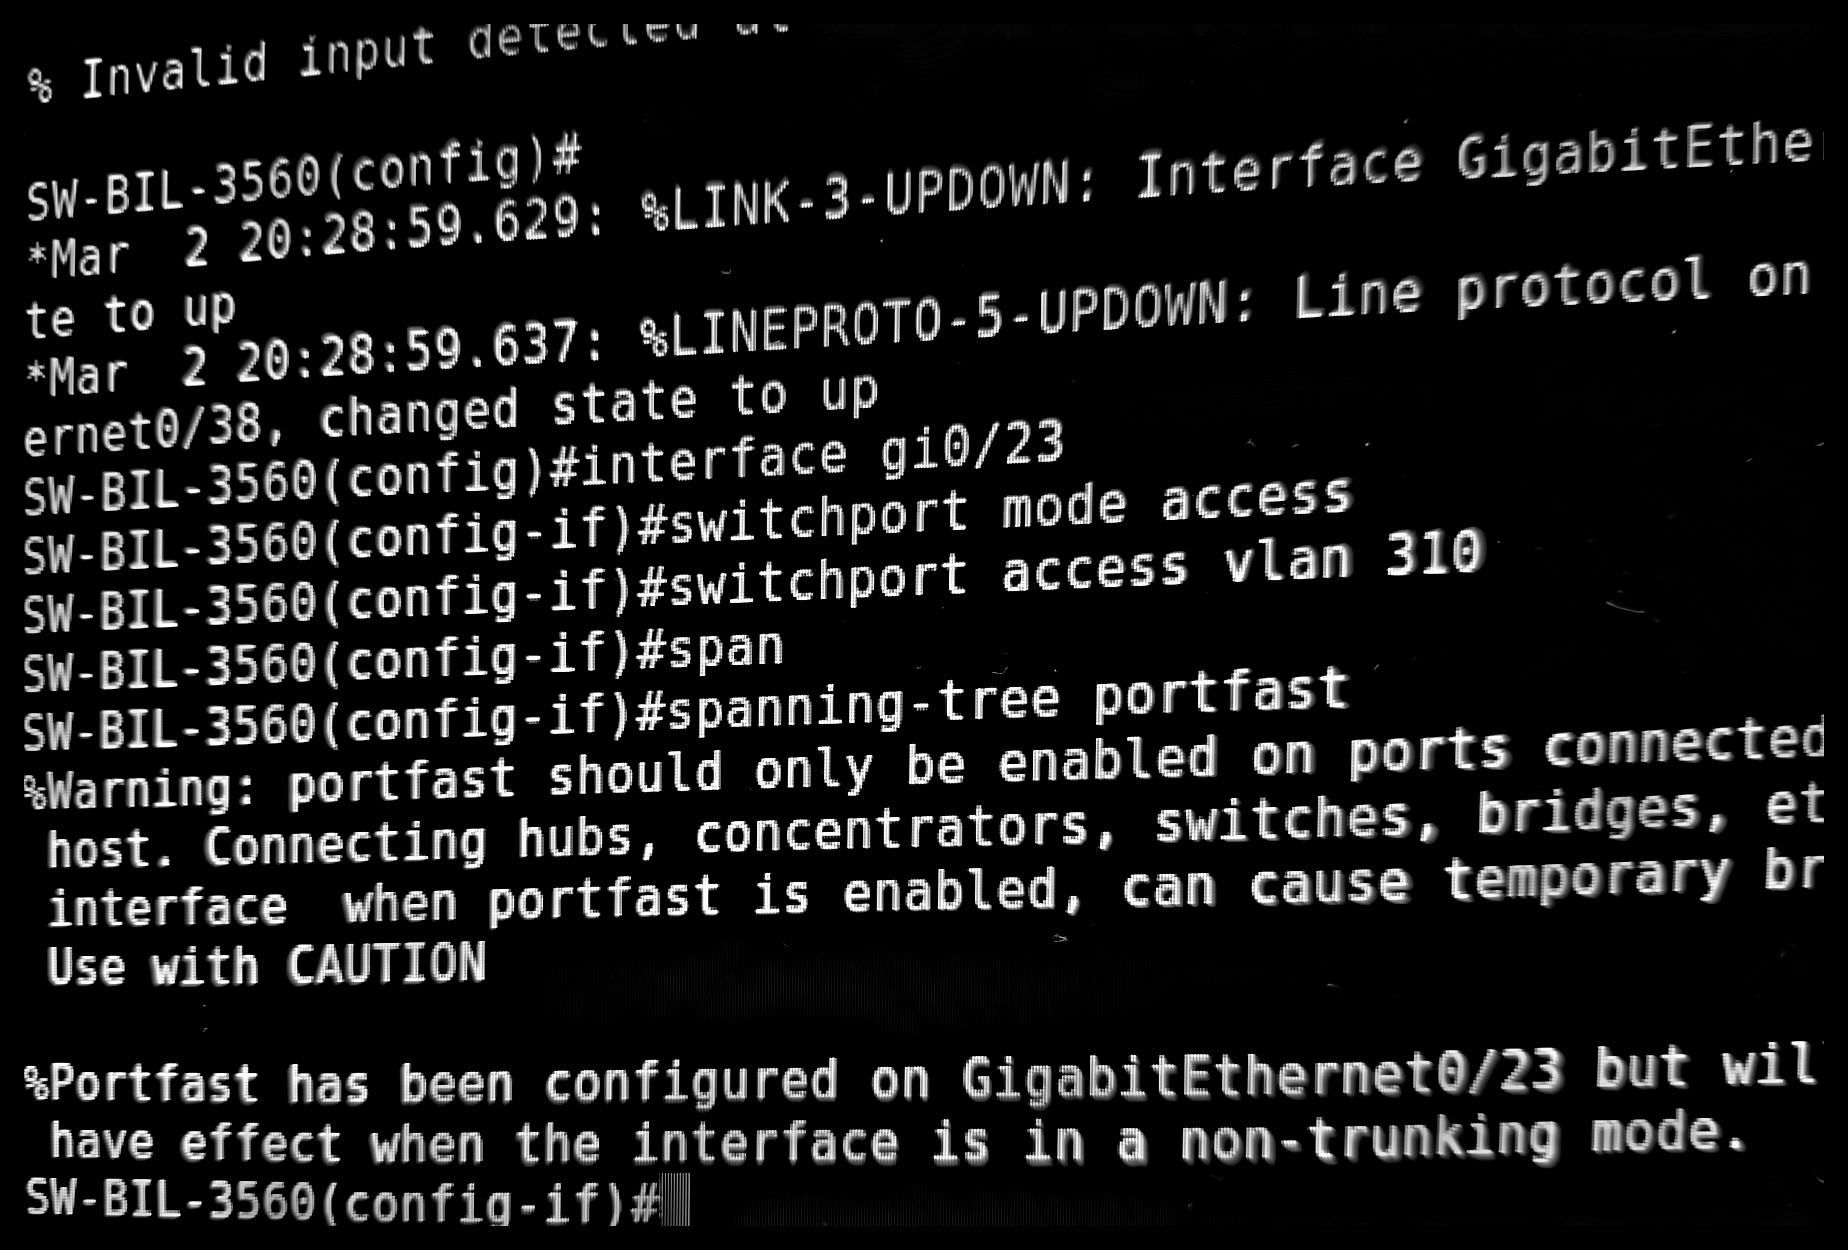 % Invalid input detected at
SW-BIL-3560(config)#
*Mar  2 20:28:59.629: %LINK-3-UPDOWN: Interface GigabitEthe
te to up
*Mar  2 20:28:59.637: %LINEPROTO-5-UPDOWN: Line protocol on
ernet0/38, changed state to up
SW-BIL-3560(config)#interface gi0/23
SW-BIL-3560(config-if)#switchport mode access
SW-BIL-3560(config-if)#switchport access vlan 310
SW-BIL-3560(config-if)#span
SW-BIL-3560(config-if)#spanning-tree portfast
%Warning: portfast should only be enabled on ports connected
 host. Connecting hubs, concentrators, switches, bridges, et
 interface  when portfast is enabled, can cause temporary br
 Use with CAUTION
%Portfast has been configured on GigabitEthernet0/23 but wil
 have effect when the interface is in a non-trunking mode.
SW-BIL-3560(config-if)#